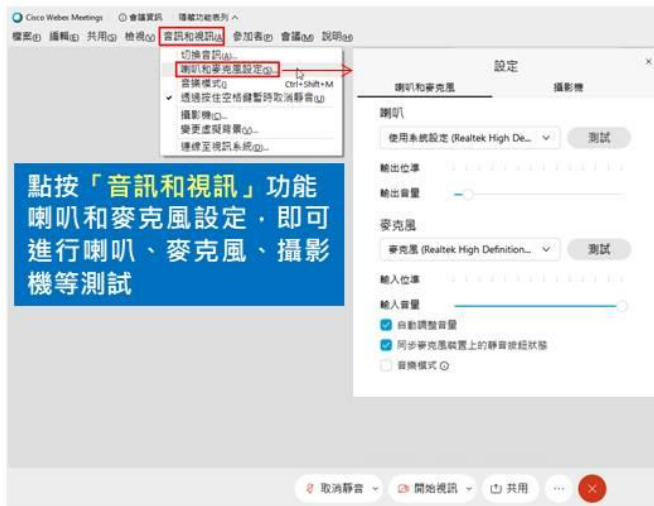 Cisco Webex Meetings 會議資訊 隱藏功能表列
檔案(F) 編輯(E) 共用(S) 檢視(V) 音訊和視訊(A) 參加者(P) 會議(M) 說明(H)
切換音訊(A)...
喇叭和麥克風設定(S)...
音樂模式() Ctrl+Shift+M
✓ 透過按住空格鍵暫時取消靜音(U)
攝影機(C)...
變更虛擬背景(V)...
連線至視訊系統(D)...
點按「音訊和視訊」功能
喇叭和麥克風設定,即可
進行喇叭、麥克風、攝影
機等測試
設定 ×
喇叭和麥克風 攝影機
喇叭
使用系統設定 (Realtek High De... 測試
輸出位準
輸出音量
麥克風
麥克風 (Realtek High Definition... 測試
輸入位準
輸入音量
自動調整音量
同步麥克風裝置上的靜音按鈕狀態
音樂模式
取消靜音 開始視訊 共用 ...